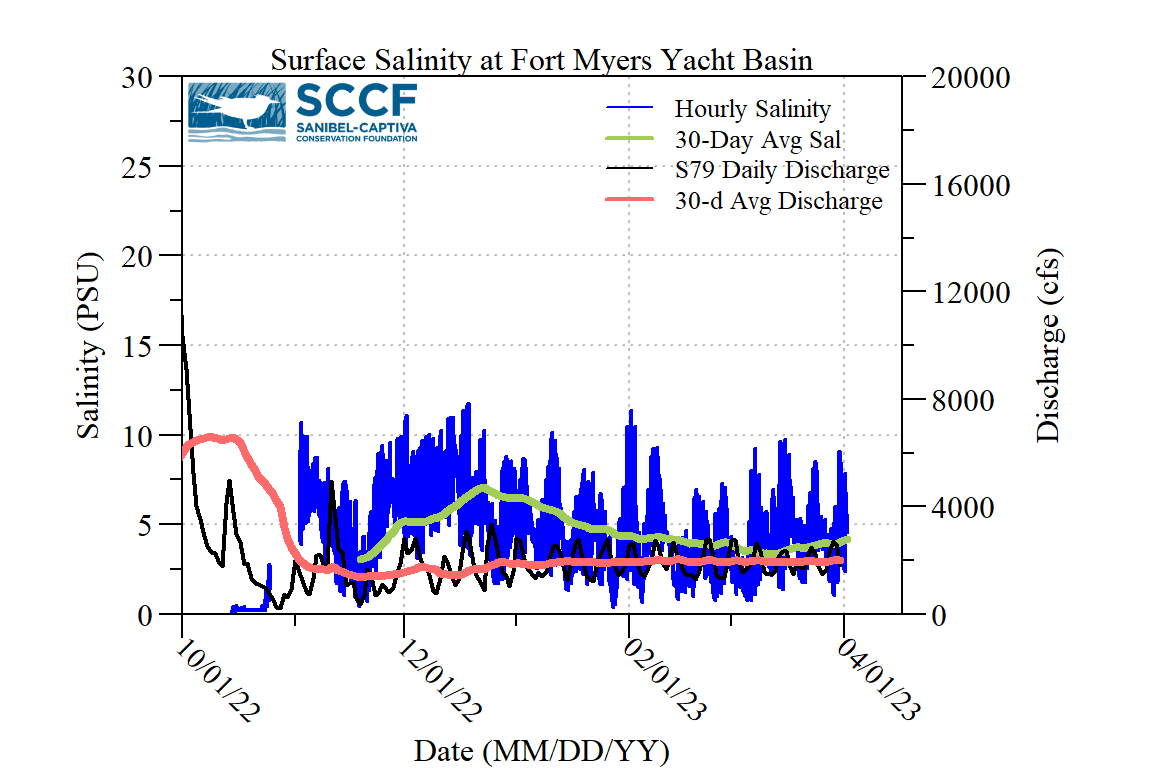 Surface Salinity at Fort Myers Yacht Basin
SCCF
SANIBEL-CAPTIVA
CONSERVATION FOUNDATION
Hourly Salinity
30-Day Avg Sal
S79 Daily Discharge
30-d Avg Discharge
30
25
20
15
10
5
0
Salinity (PSU)
20000
16000
12000
8000
4000
0
Discharge (cfs)
10/01/22
12/01/22
02/01/23
04/01/23
Date (MM/DD/YY)